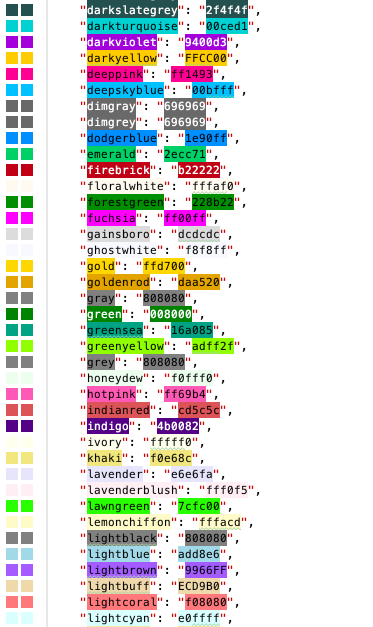 "darkslategrey": "2f4f4f",
"darkturquoise": "00ced1",
"darkviolet": "9400d3",
"darkyellow": "FFCC00",
"deeppink": "ff1493",
"deepskyblue": "00bfff",
"dimgray": "696969",
"dimgrey": "696969",
"dodgerblue": "1e90ff",
"emerald": "2ecc71",
"firebrick": "b22222",
"floralwhite": "fffaf0",
"forestgreen": "228b22",
"fuchsia": "ff00ff",
"gainsboro": "dcdcdc",
"ghostwhite": "f8f8ff",
"gold": "ffd700",
"goldenrod": "daa520",
"gray": "808080",
"green": "008000",
"greensea": "16a085",
"greenyellow": "adff2f",
"grey": "808080",
"honeydew": "f0fff0",
"hotpink": "ff69b4",
"indianred": "cd5c5c",
"indigo": "4b0082",
"ivory": "fffff0",
"khaki": "f0e68c",
"lavender": "e6e6fa",
"lavenderblush": "fff0f5",
"lawngreen": "7cfc00",
"lemonchiffon": "fffacd",
"lightblack": "808080",
"lightblue": "add8e6",
"lightbrown": "9966FF",
"lightbuff": "ECD9B0",
"lightcoral": "f08080",
"lightcyan": "e0ffff",